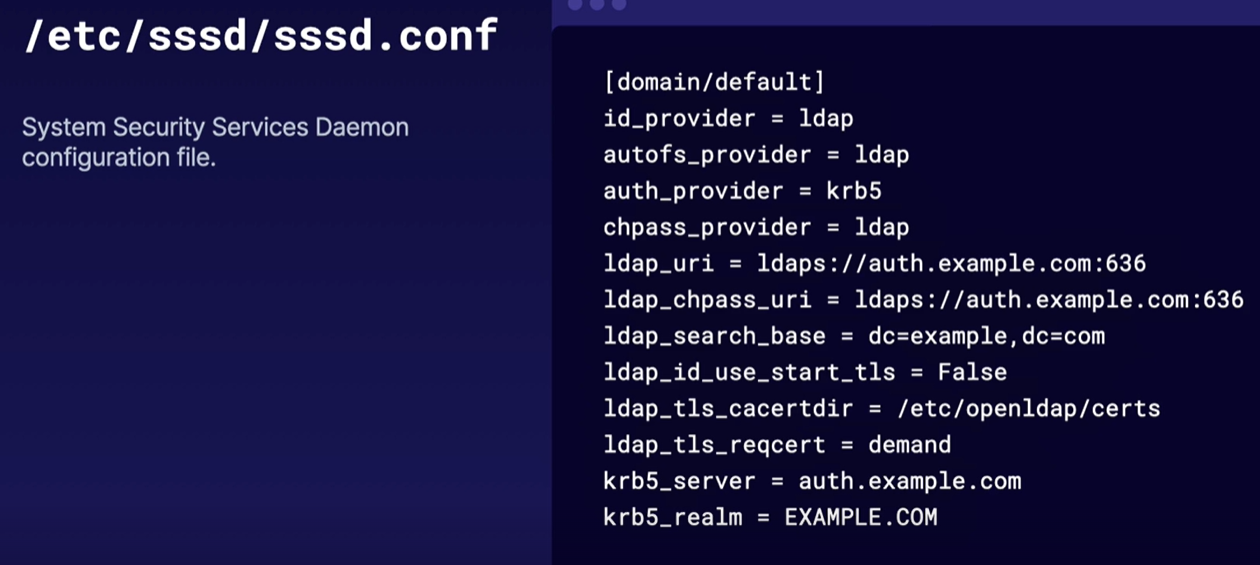 /etc/sssd/sssd.conf
System Security Services Daemon
configuration file.
[domain/default]
id_provider = ldap
autofs_provider = ldap
auth_provider = krb5
chpass_provider = ldap
ldap_uri = ldaps://auth.example.com:636
ldap_chpass_uri = ldaps://auth.example.com:636
ldap_search_base = dc=example,dc=com
ldap_id_use_start_tls = False
ldap_tls_cacertdir = /etc/openldap/certs
ldap_tls_reqcert = demand
krb5_server = auth.example.com
krb5_realm = EXAMPLE.COM